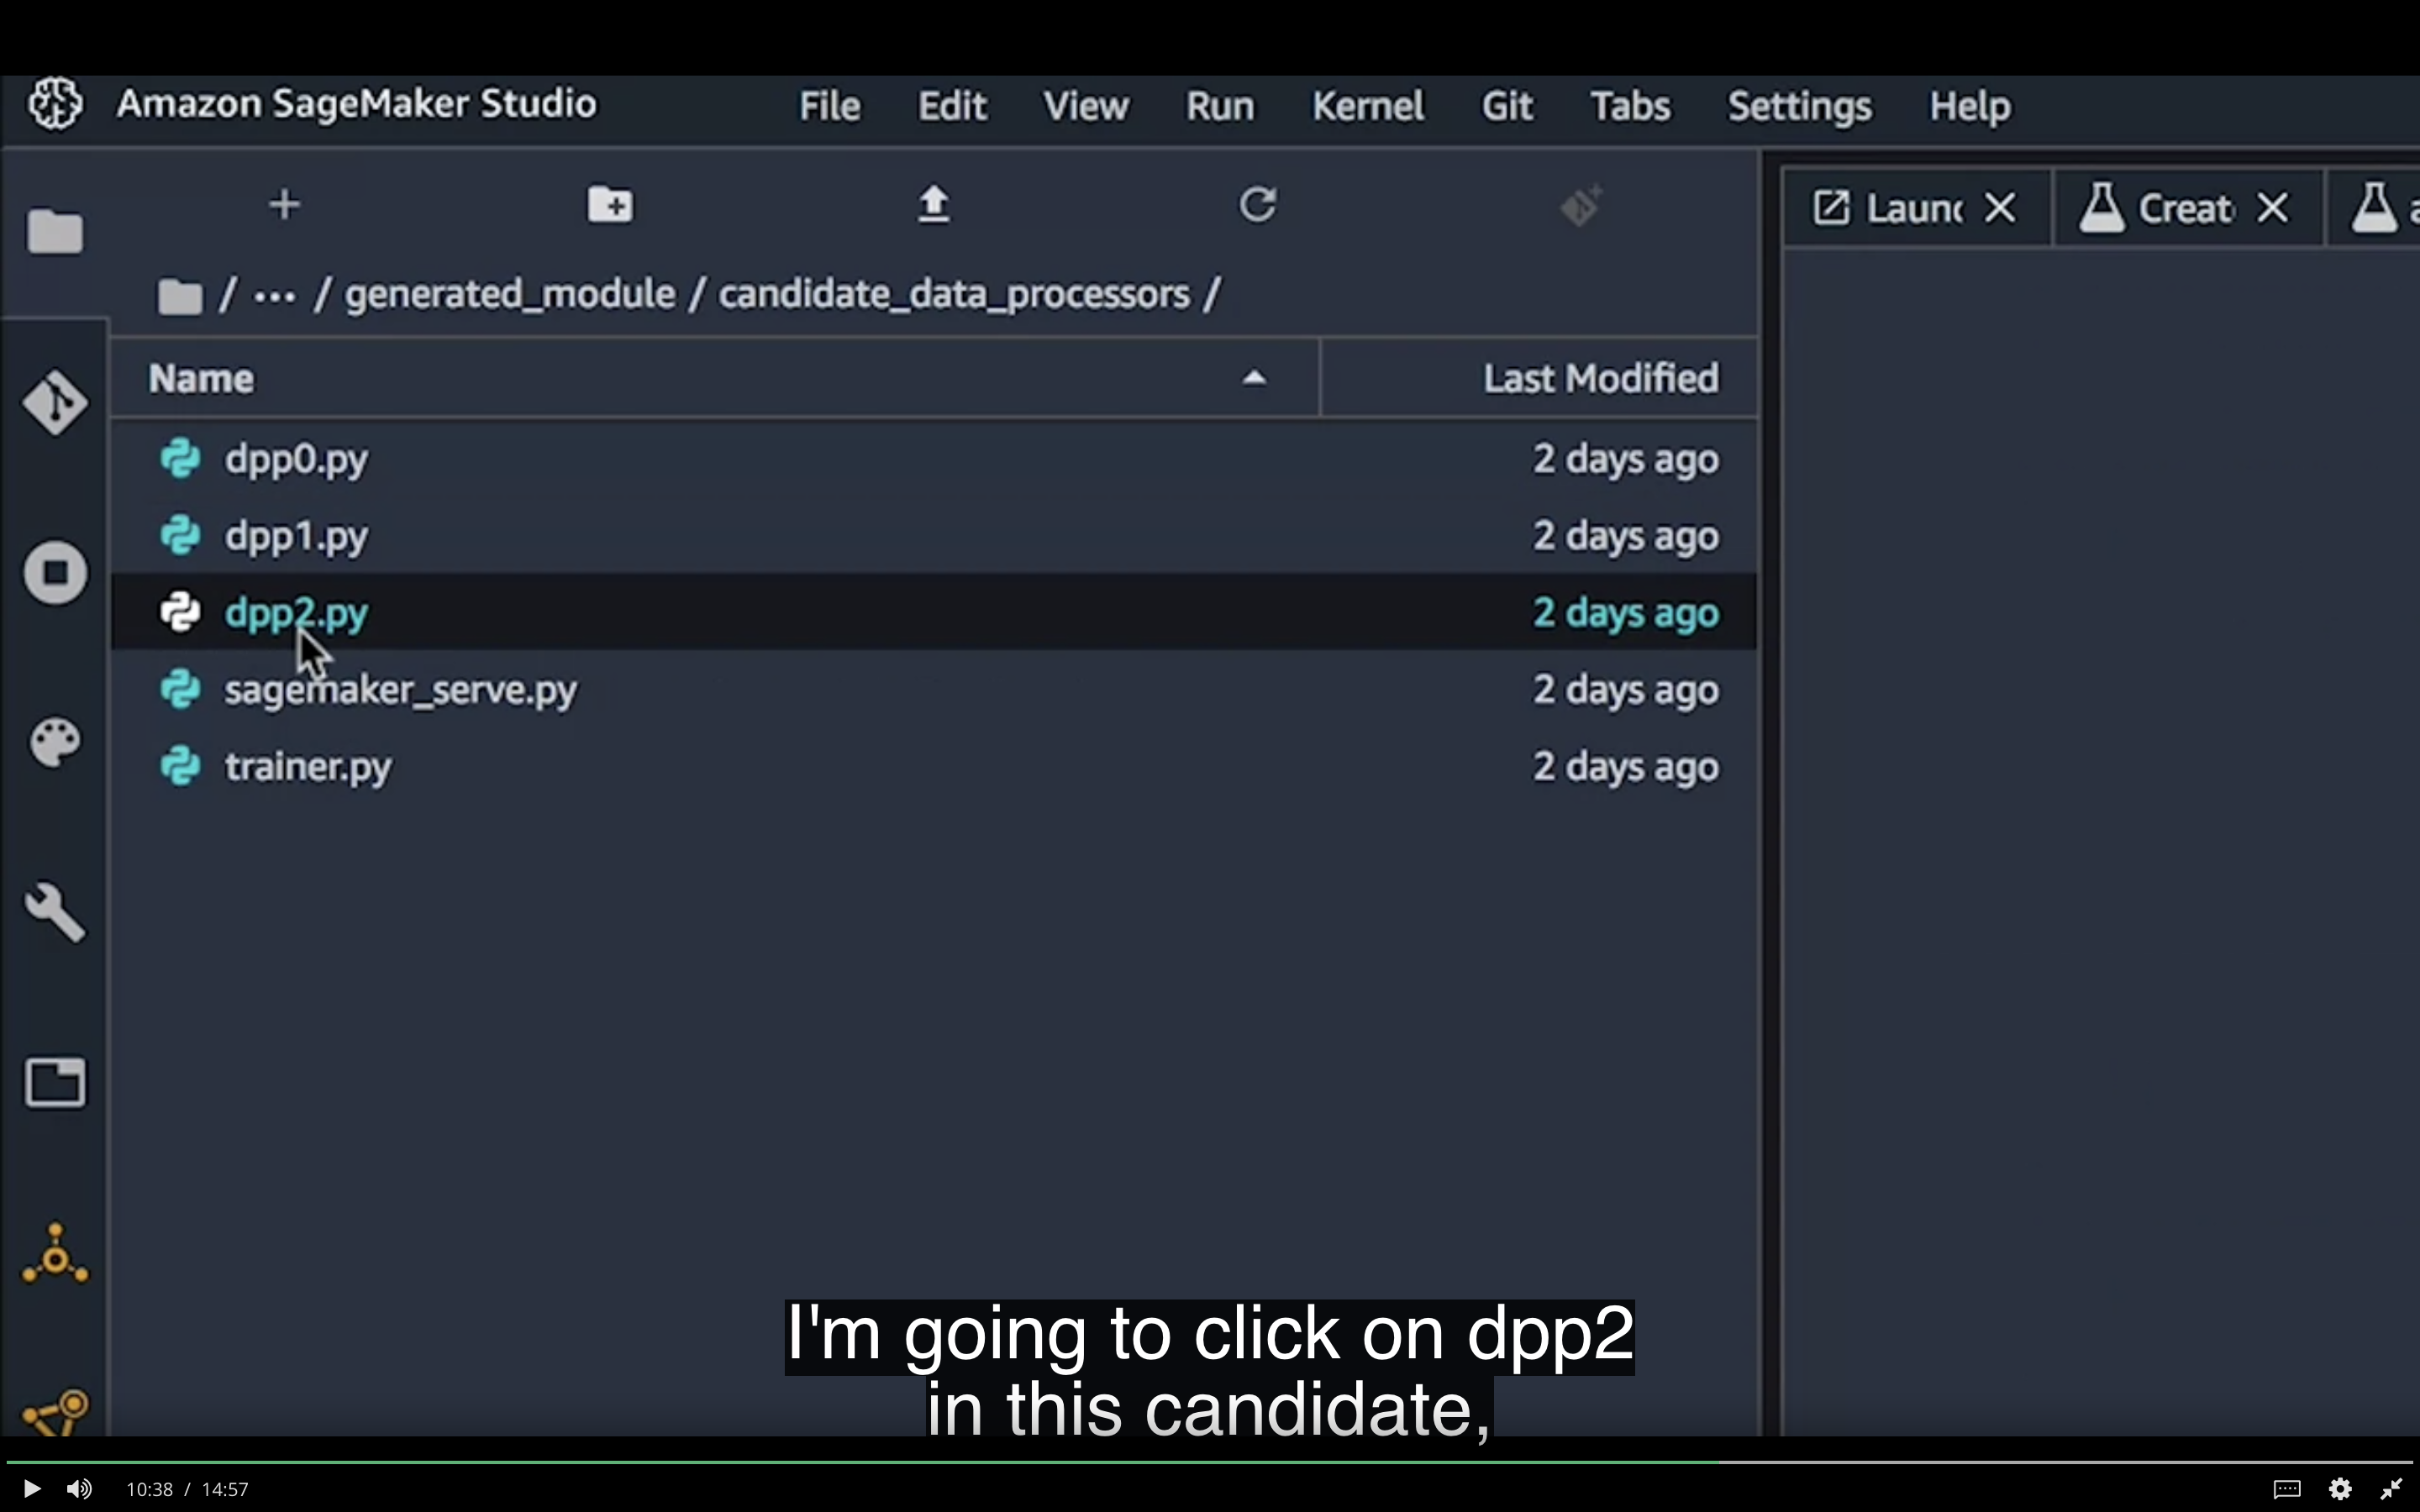 Amazon SageMaker Studio File Edit View Run Kernel Git Tabs Settings Help
Creat
/ ··· / generated_module / candidate_data_processors /
Name Last Modified
dpp0.py 2 days ago
dpp1.py 2 days ago
dpp2.py 2 days ago
sagemaker_serve.py 2 days ago
trainer.py 2 days ago
I'm going to click on dpp2
in this candidate,
10:38 / 14:57